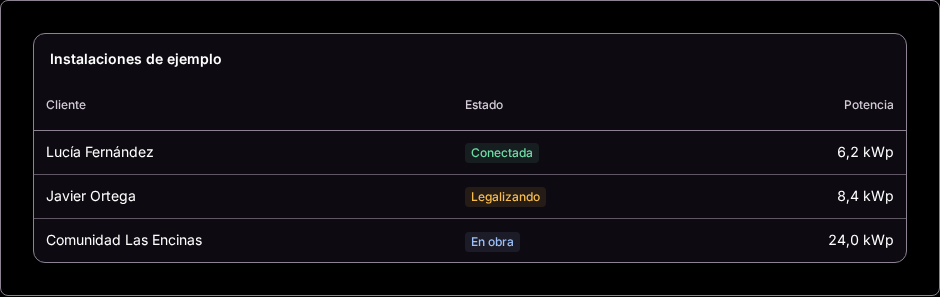 Instalaciones de ejemplo
Cliente Estado Potencia
Lucía Fernández Conectada 6,2 kWp
Javier Ortega Legalizando 8,4 kWp
Comunidad Las Encinas En obra 24,0 kWp